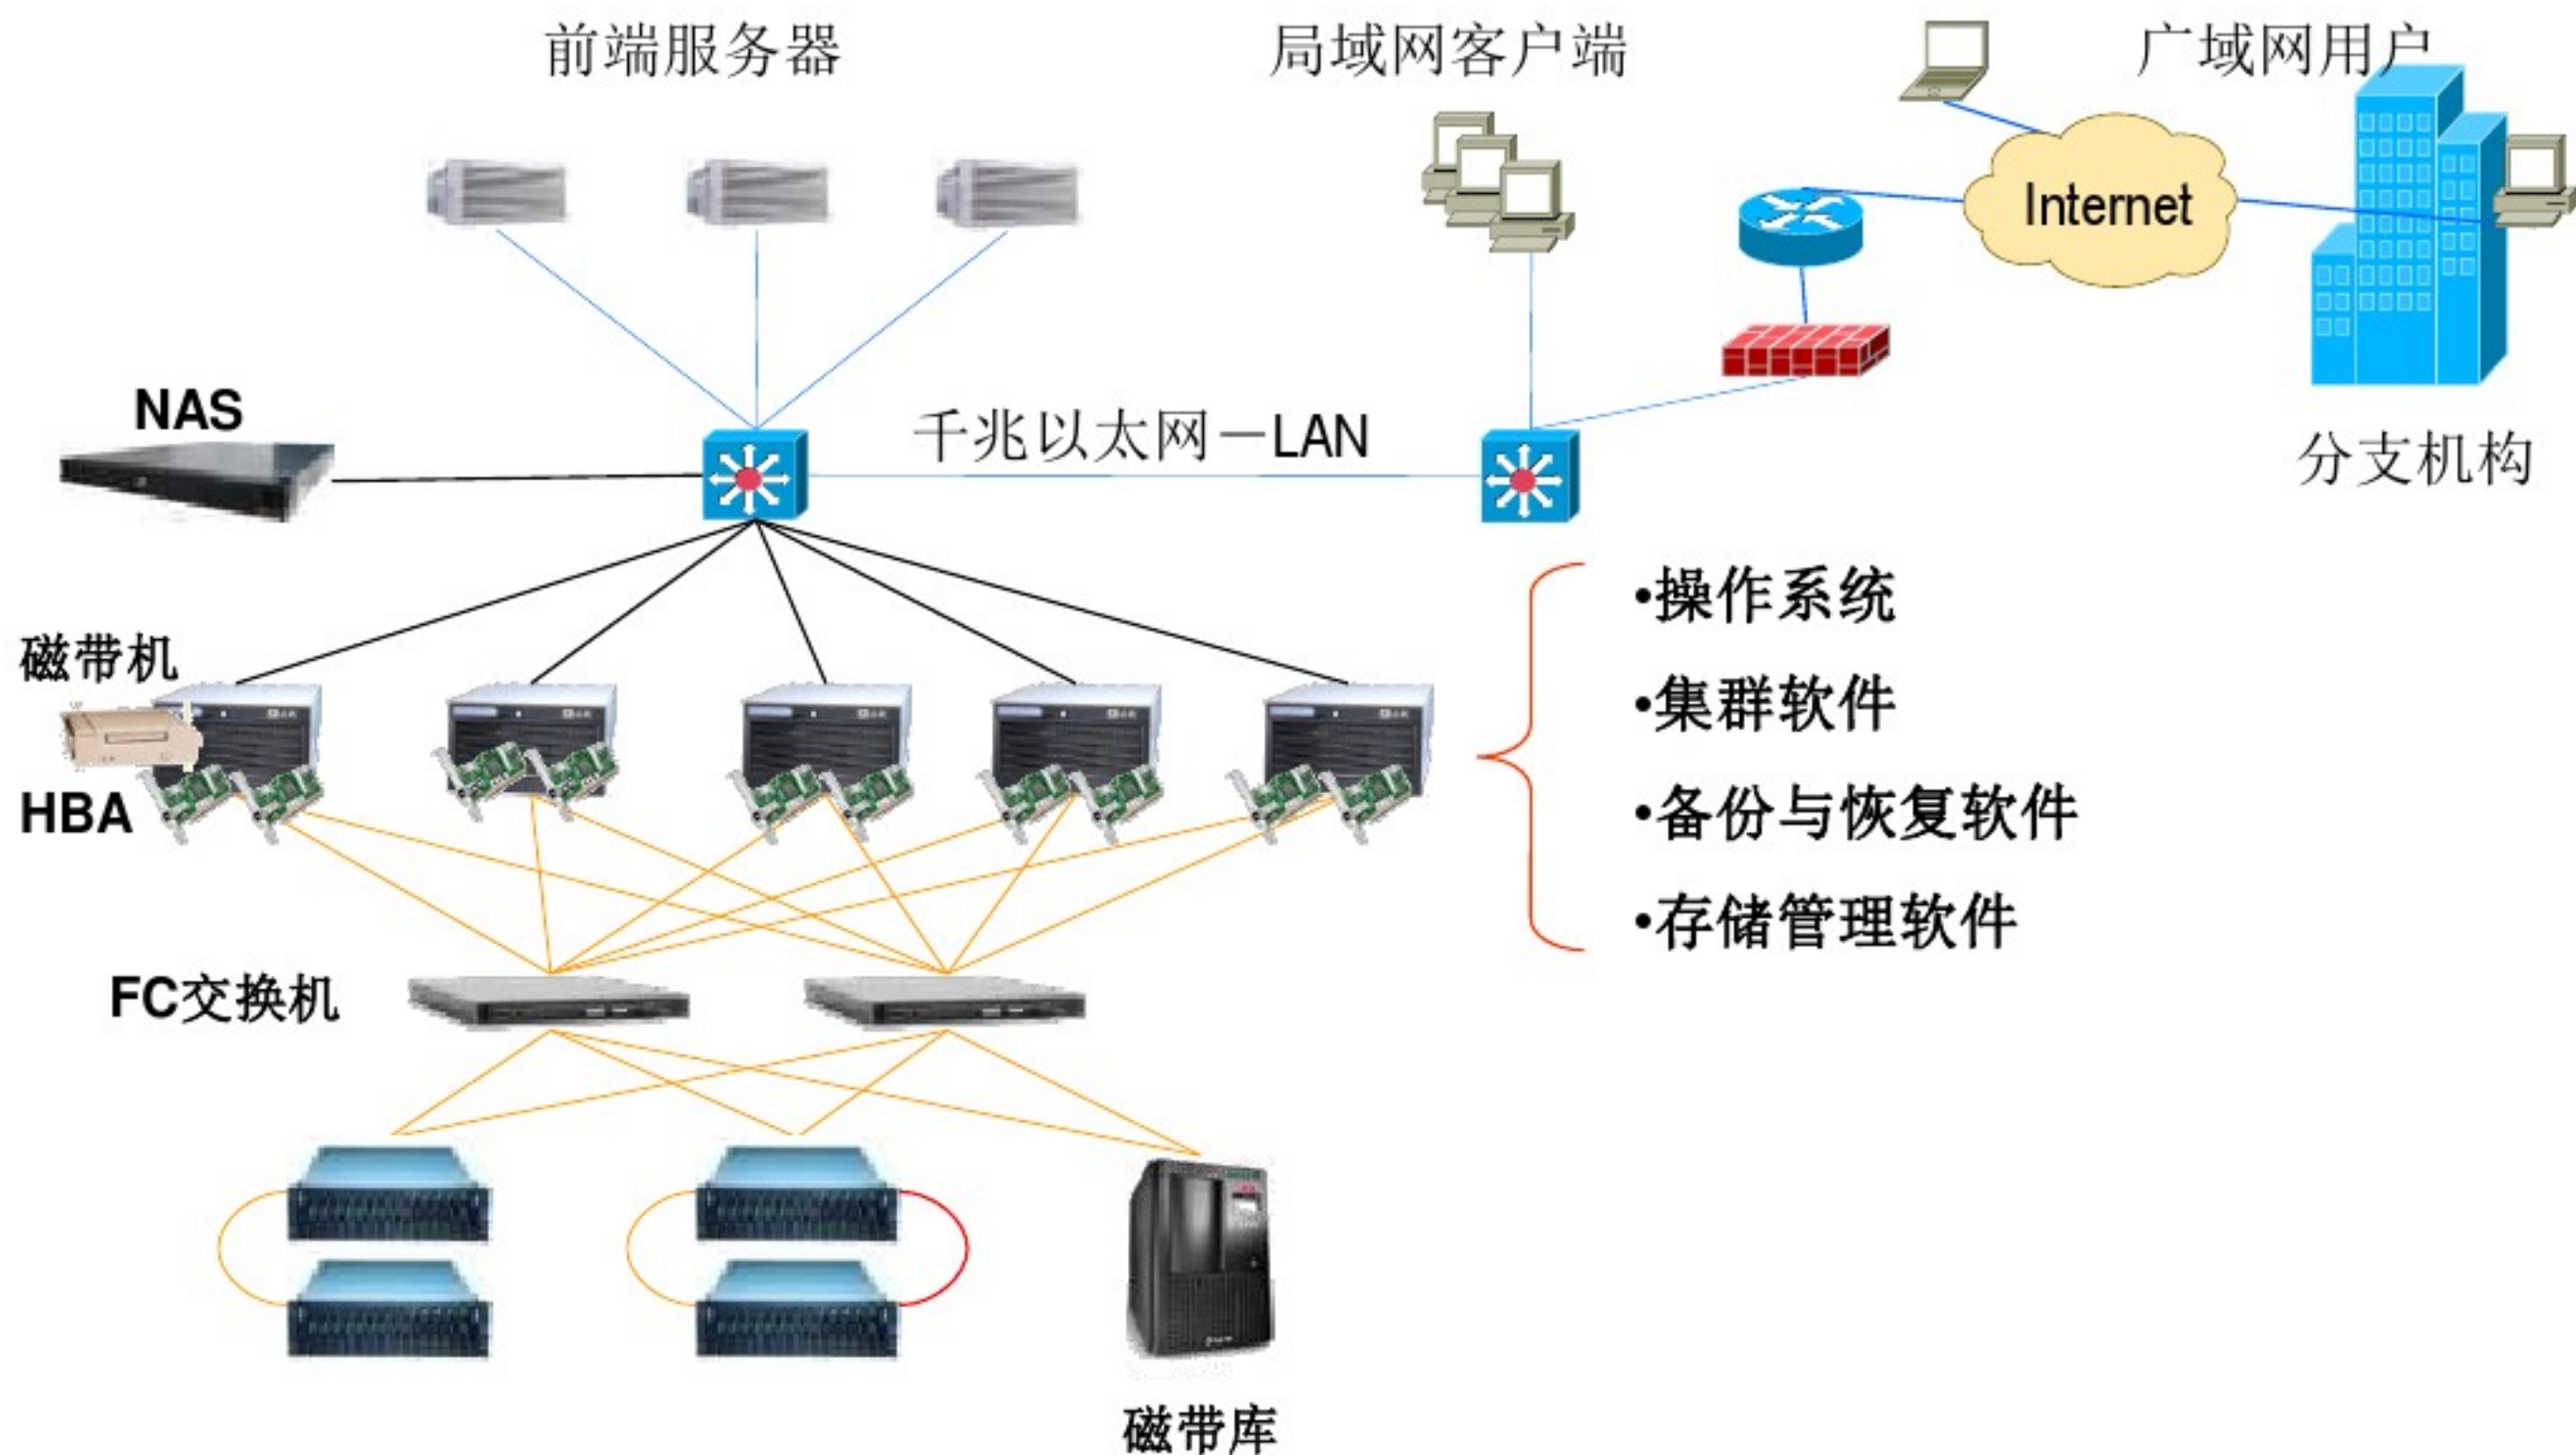 前端服务器
局域网客户端
广域网用户
Internet
NAS
千兆以太网－LAN
分支机构
•操作系统
磁带机
•集群软件
HBA
•备份与恢复软件
•存储管理软件
FC交换机
磁带库